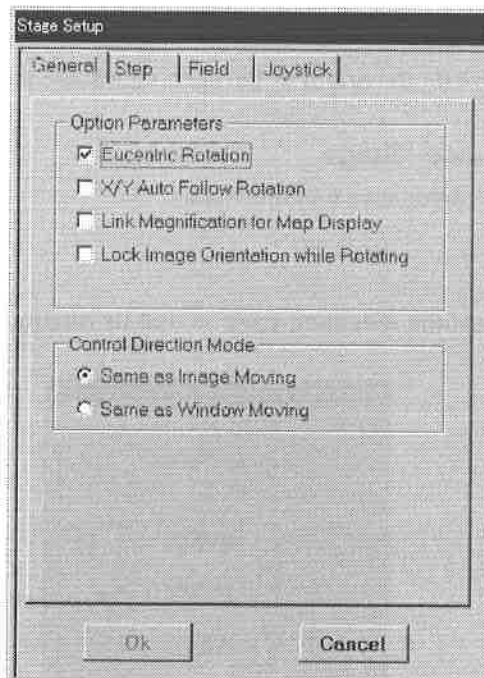 Stage Setup
General Step Field Joystick
Option Parameters
Eucentric Rotation
X/Y Auto Follow Rotation
Link Magnification for Map Display
Lock Image Orientation while Rotating
Control Direction Mode
Same as Image Moving
Same as Window Moving
Ok Cancel